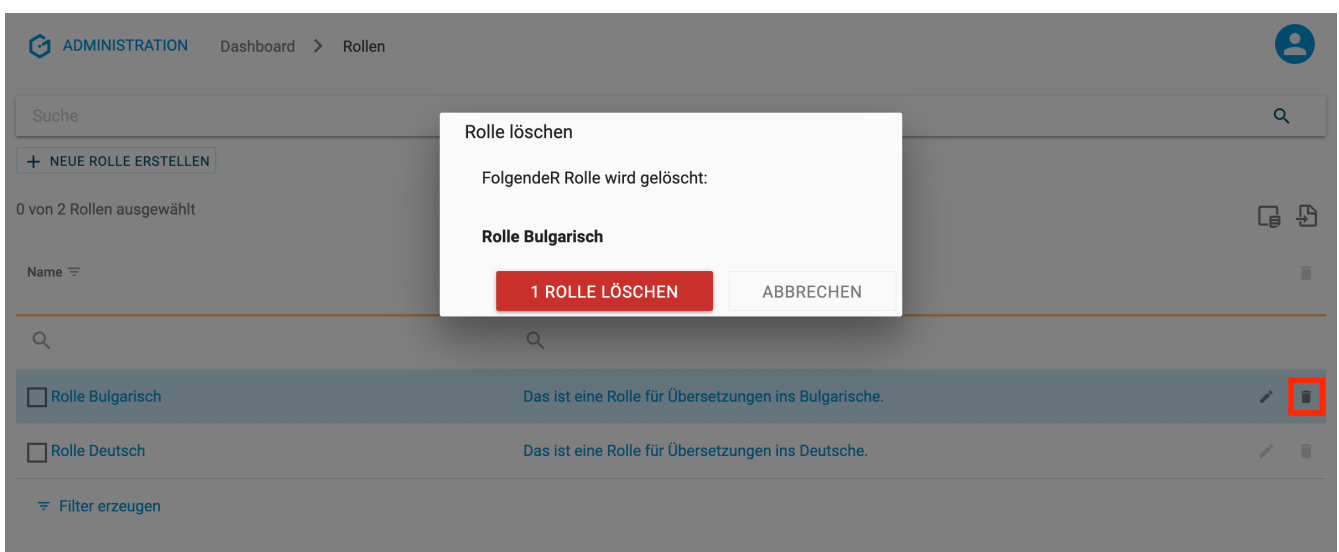 ADMINISTRATION Dashboard > Rollen
Suche
+ NEUE ROLLE ERSTELLEN
0 von 2 Rollen ausgewählt
Name
Rolle löschen
FolgendeR Rolle wird gelöscht:
Rolle Bulgarisch
1 ROLLE LÖSCHEN ABBRECHEN
Rolle Bulgarisch Das ist eine Rolle für Übersetzungen ins Bulgarische.
Rolle Deutsch Das ist eine Rolle für Übersetzungen ins Deutsche.
Filter erzeugen